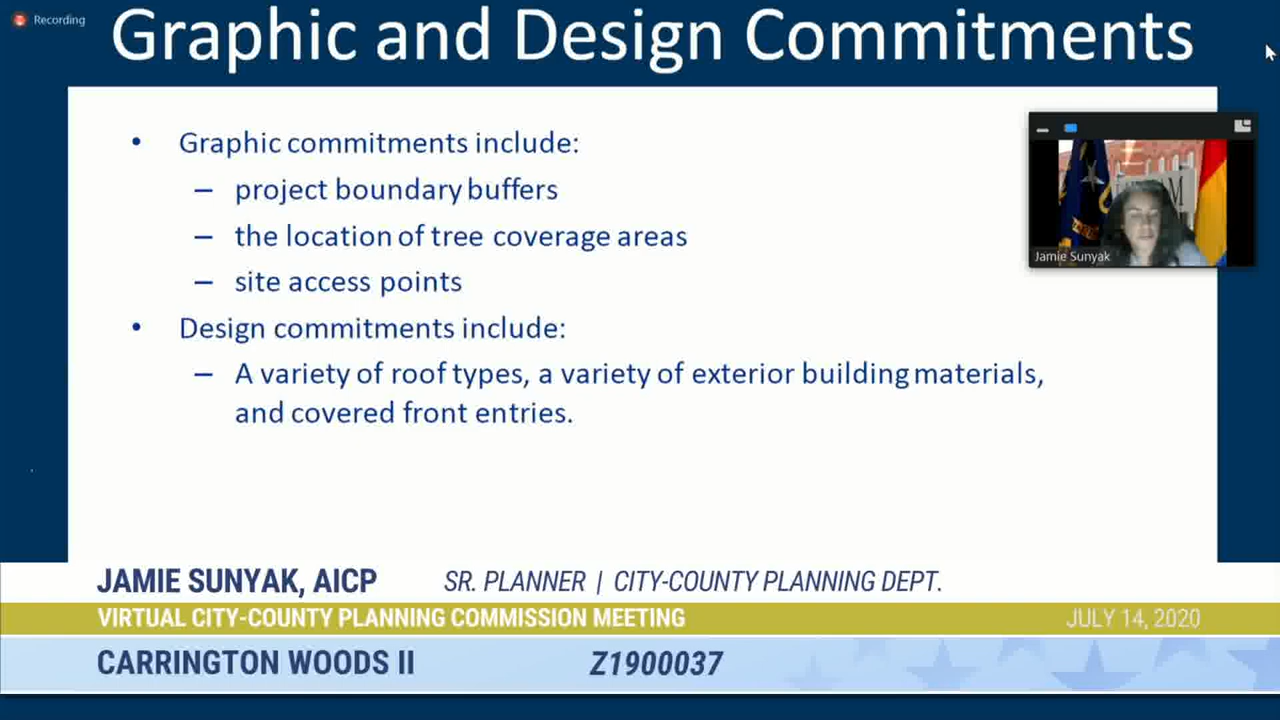 Recording
Graphic and Design Commitments
• Graphic commitments include:
– project boundary buffers
– the location of tree coverage areas
– site access points
• Design commitments include:
– A variety of roof types, a variety of exterior building materials,
and covered front entries.
Jamie Sunyak
JAMIE SUNYAK, AICP SR. PLANNER | CITY-COUNTY PLANNING DEPT.
VIRTUAL CITY-COUNTY PLANNING COMMISSION MEETING JULY 14, 2020
CARRINGTON WOODS II Z1900037